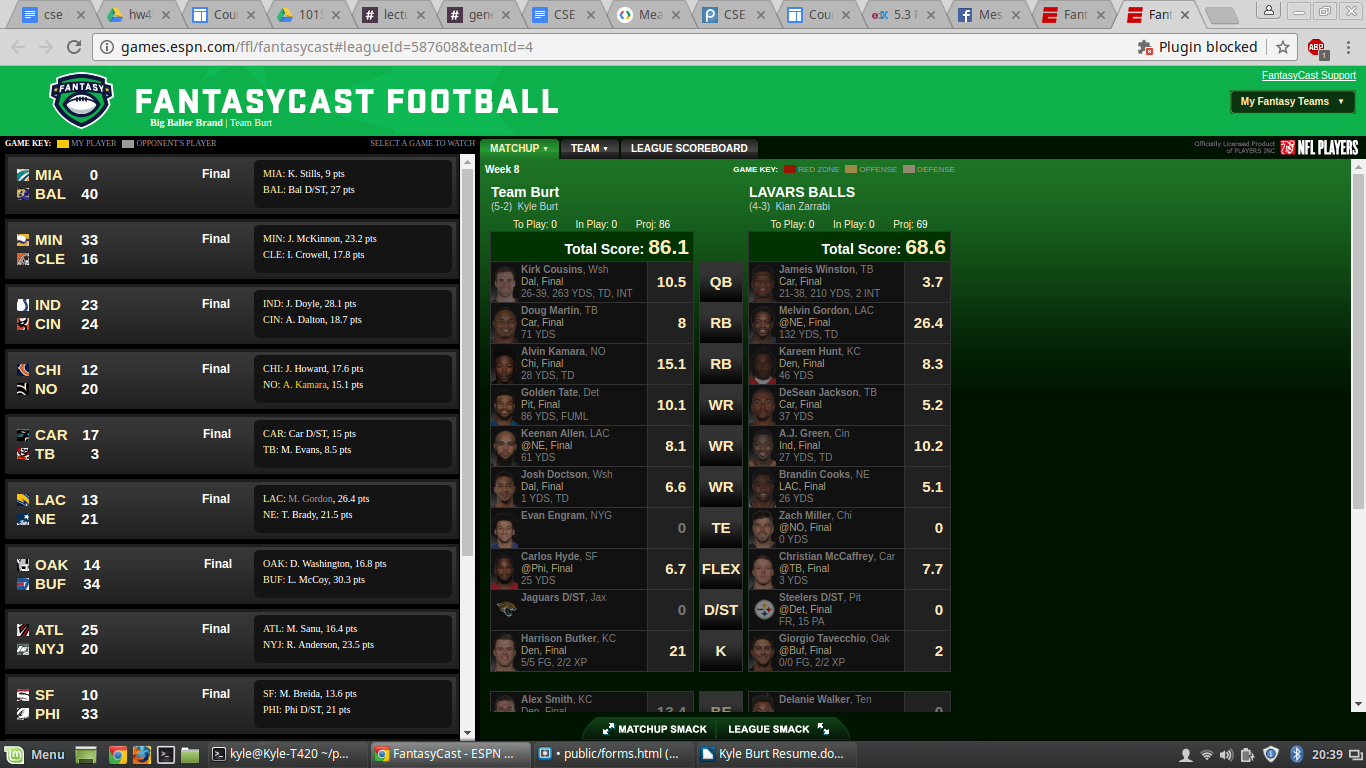 cse
hw4
Cour
1015
lectu
gene
CSE
Mea
CSE
Cour
5.3 F
Mes
Fant
Fant
games.espn.com/ffl/fantasycast#leagueId=587608&teamId=4
Plugin blocked
ABP
1
FANTASY
FANTASYCAST FOOTBALL
Big Baller Brand | Team Burt
FantasyCast Support
My Fantasy Teams
GAME KEY: MY PLAYER OPPONENT'S PLAYER
SELECT A GAME TO WATCH
MIA 0 Final MIA: K. Stills, 9 pts
BAL 40 BAL: Bal D/ST, 27 pts
MIN 33 Final MIN: J. McKinnon, 23.2 pts
CLE 16 CLE: I. Crowell, 17.8 pts
IND 23 Final IND: J. Doyle, 28.1 pts
CIN 24 CIN: A. Dalton, 18.7 pts
CHI 12 Final CHI: J. Howard, 17.6 pts
NO 20 NO: A. Kamara, 15.1 pts
CAR 17 Final CAR: Car D/ST, 15 pts
TB 3 TB: M. Evans, 8.5 pts
LAC 13 Final LAC: M. Gordon, 26.4 pts
NE 21 NE: T. Brady, 21.5 pts
OAK 14 Final OAK: D. Washington, 16.8 pts
BUF 34 BUF: L. McCoy, 30.3 pts
ATL 25 Final ATL: M. Sanu, 16.4 pts
NYJ 20 NYJ: R. Anderson, 23.5 pts
SF 10 Final SF: M. Breida, 13.6 pts
PHI 33 PHI: Phi D/ST, 21 pts
MATCHUP TEAM LEAGUE SCOREBOARD
Officially Licensed Product
of PLAYERS INC
NFL PLAYERS
Week 8
GAME KEY: RED ZONE OFFENSE DEFENSE
Team Burt
(5-2) Kyle Burt
To Play: 0 In Play: 0 Proj: 86
Total Score: 86.1
LAVARS BALLS
(4-3) Kian Zarrabi
To Play: 0 In Play: 0 Proj: 69
Total Score: 68.6
Kirk Cousins, Wsh
Dal, Final
26-39, 263 YDS, TD, INT
10.5
QB
Jameis Winston, TB
Car, Final
21-38, 210 YDS, 2 INT
3.7
Doug Martin, TB
Car, Final
71 YDS
8
RB
Melvin Gordon, LAC
@NE, Final
132 YDS, TD
26.4
Alvin Kamara, NO
Chi, Final
28 YDS, TD
15.1
RB
Kareem Hunt, KC
Den, Final
46 YDS
8.3
Golden Tate, Det
Pit, Final
86 YDS, FUML
10.1
WR
DeSean Jackson, TB
Car, Final
37 YDS
5.2
Keenan Allen, LAC
@NE, Final
61 YDS
8.1
WR
A.J. Green, Cin
Ind, Final
27 YDS, TD
10.2
Josh Doctson, Wsh
Dal, Final
1 YDS, TD
6.6
WR
Brandin Cooks, NE
LAC, Final
26 YDS
5.1
Evan Engram, NYG
0
TE
Zach Miller, Chi
@NO, Final
0 YDS
0
Carlos Hyde, SF
@Phi, Final
25 YDS
6.7
FLEX
Christian McCaffrey, Car
@TB, Final
3 YDS
7.7
Jaguars D/ST, Jax
0
D/ST
Steelers D/ST, Pit
@Det, Final
FR, 15 PA
0
Harrison Butker, KC
Den, Final
5/5 FG, 2/2 XP
21
K
Giorgio Tavecchio, Oak
@Buf, Final
0/0 FG, 2/2 XP
2
Alex Smith, KC
Den, Final
13.4
BE
Delanie Walker, Ten
0
MATCHUP SMACK LEAGUE SMACK
Menu
kyle@Kyle-T420 ~/p...
FantasyCast - ESPN ...
• public/forms.html (...
Kyle Burt Resume.do...
20:39